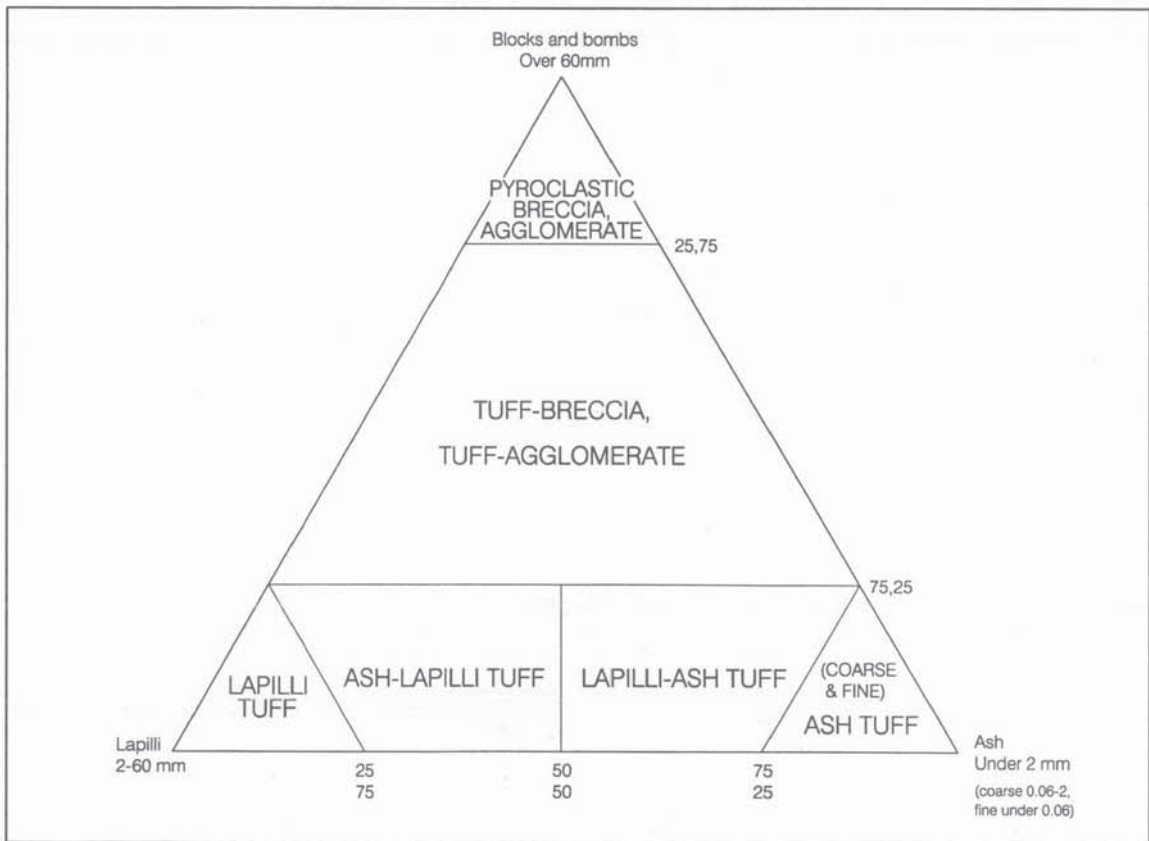 Blocks and bombs
Over 60mm
PYROCLASTIC
BRECCIA,
AGGLOMERATE
25,75
TUFF-BRECCIA,
TUFF-AGGLOMERATE
75,25
LAPILLI
TUFF
ASH-LAPILLI TUFF
LAPILLI-ASH TUFF
(COARSE
& FINE)
ASH TUFF
Lapilli
2-60 mm
25
75
50
50
75
25
Ash
Under 2 mm
(coarse 0.06-2,
fine under 0.06)